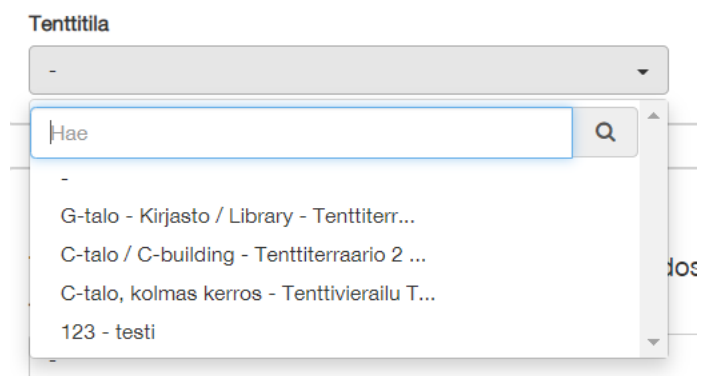 Tenttitila
-
Hae
-
G-talo - Kirjasto / Library - Tenttiterr...
C-talo / C-building - Tenttiterraario 2 ...
C-talo, kolmas kerros - Tenttivierailu T...
123 - testi